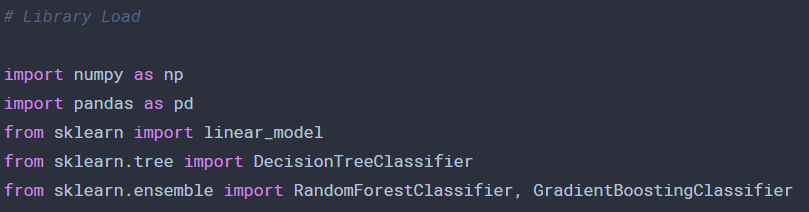 # Library Load
import numpy as np
import pandas as pd
from sklearn import linear_model
from sklearn.tree import DecisionTreeClassifier
from sklearn.ensemble import RandomForestClassifier, GradientBoostingClassifier